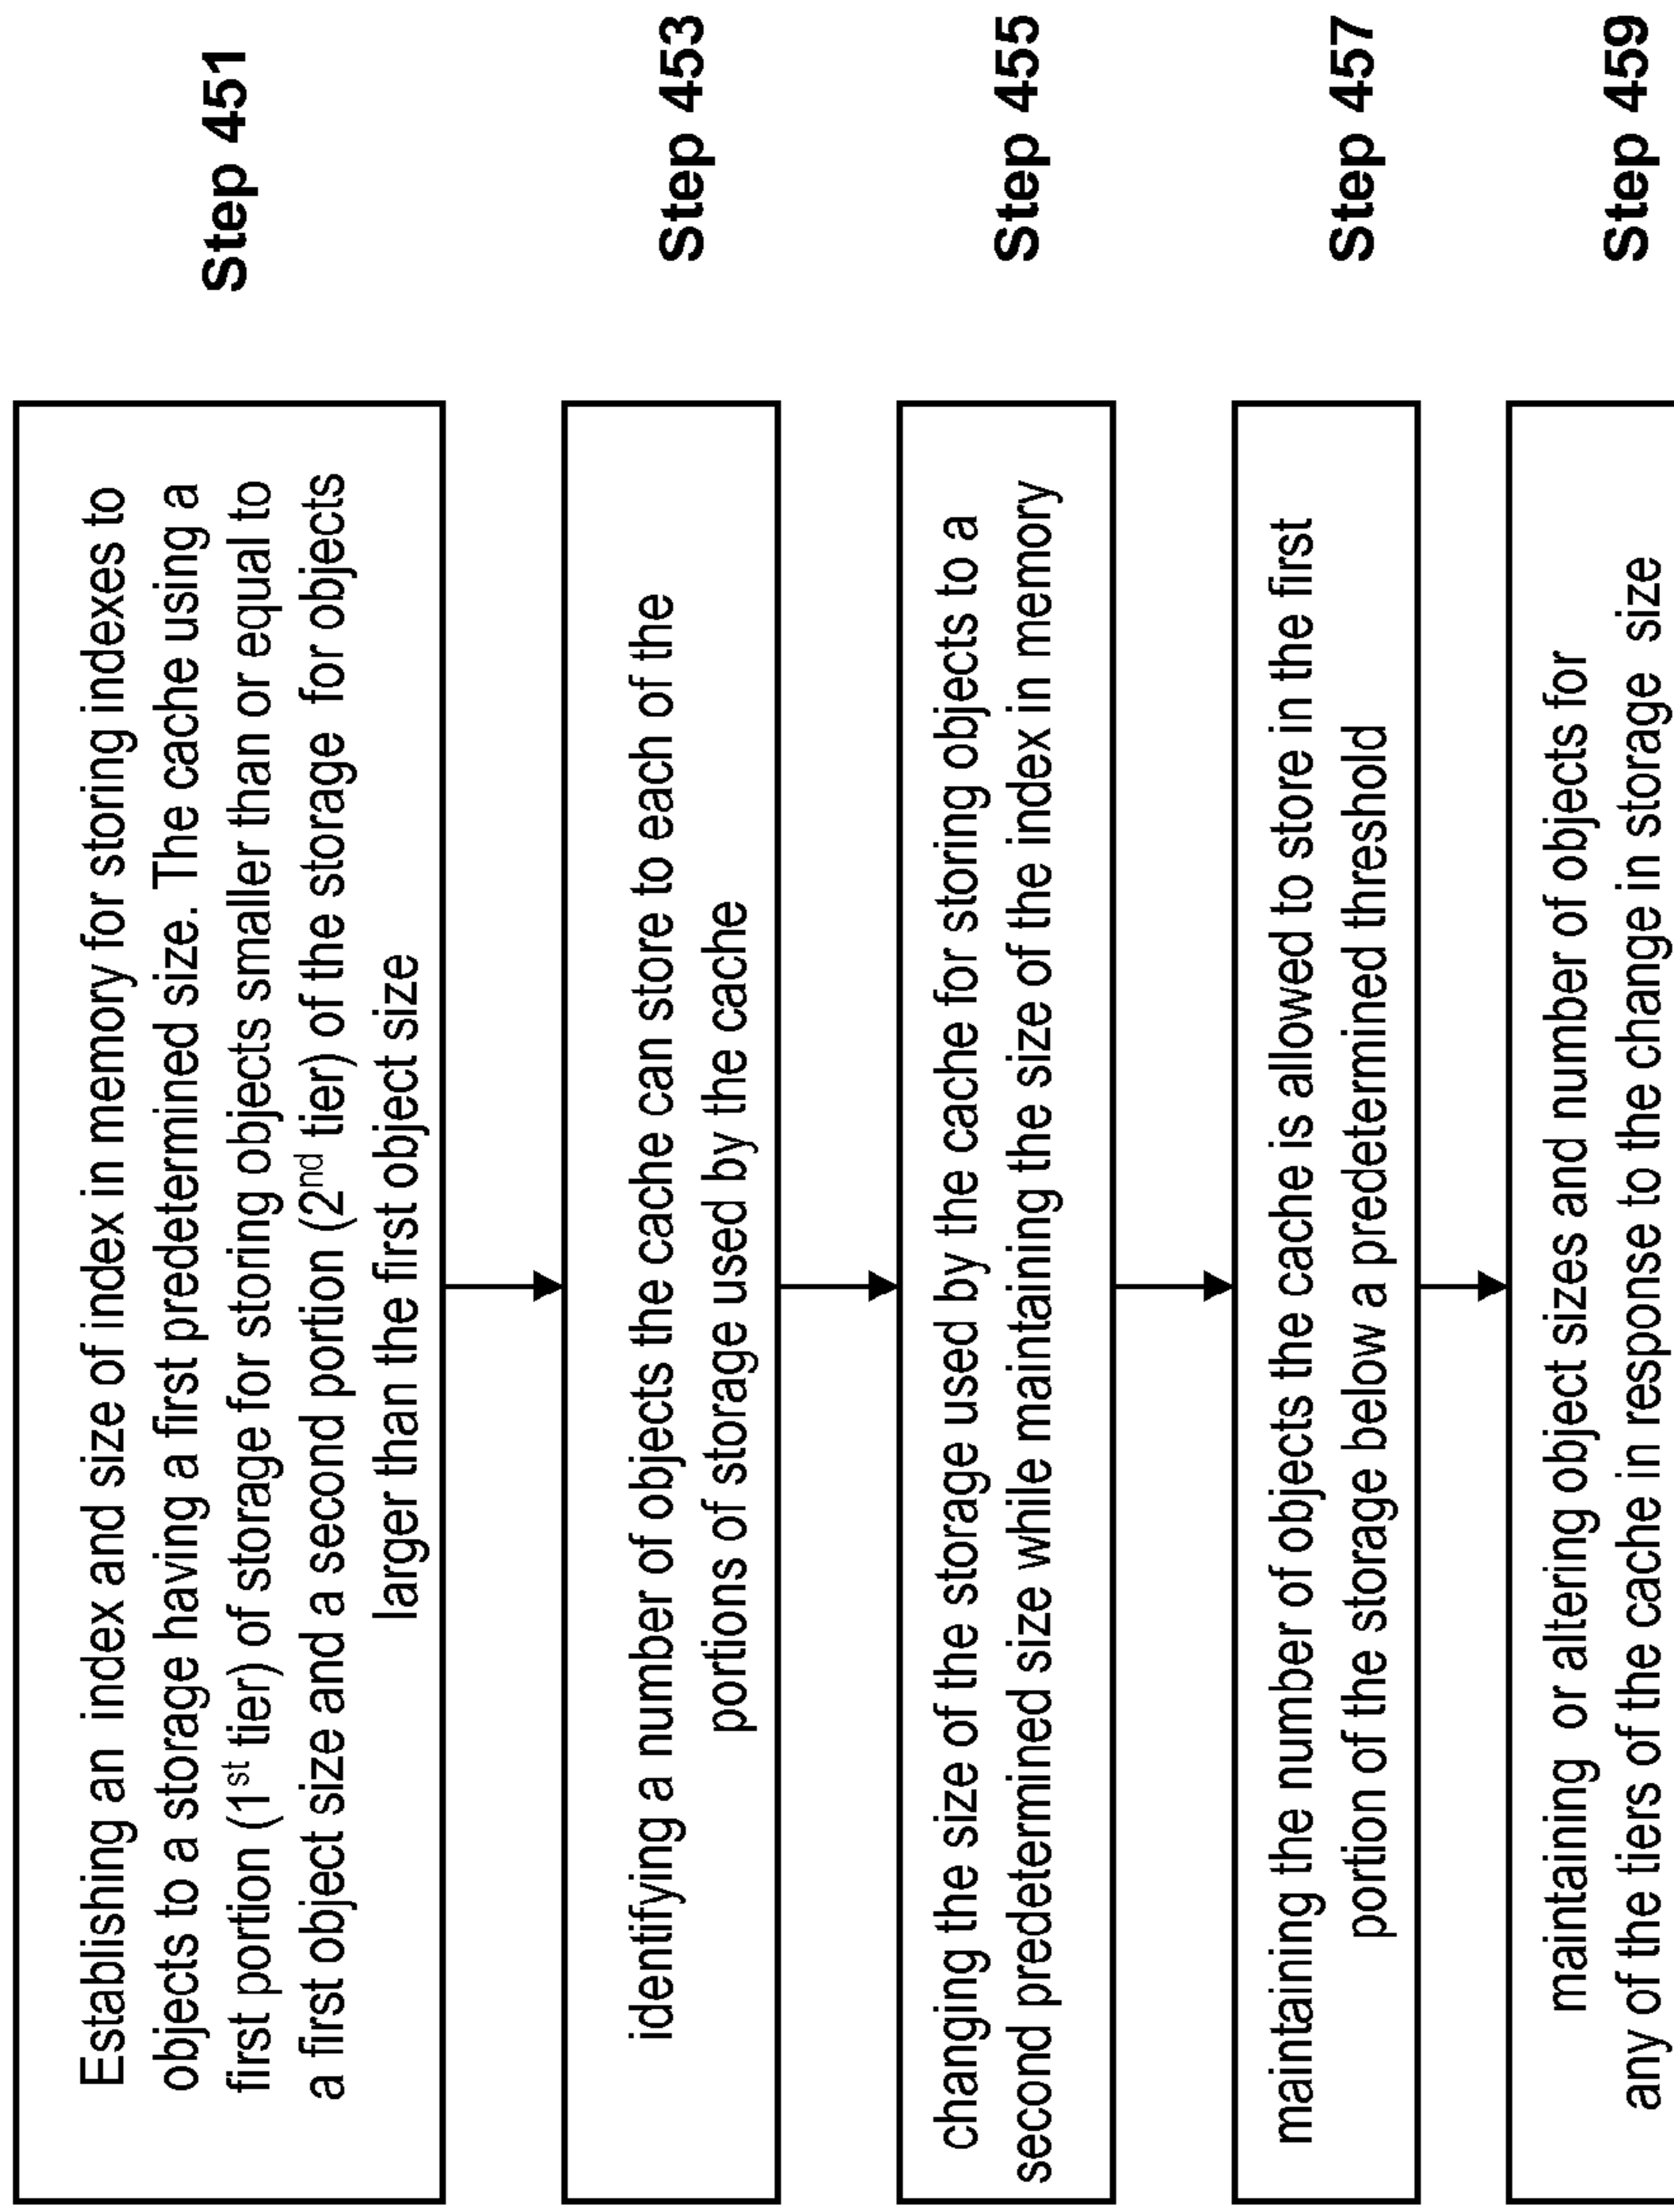 Establishing an index and size of index in memory for storing indexes to
objects to a storage having a first predetermined size. The cache using a
first portion (1st tier) of storage for storing objects smaller than or equal to
a first object size and a second portion (2nd tier) of the storage for objects
larger than the first object size
Step 451
identifying a number of objects the cache can store to each of the
portions of storage used by the cache
Step 453
changing the size of the storage used by the cache for storing objects to a
second predetermined size while maintaining the size of the index in memory
Step 455
maintaining the number of objects the cache is allowed to store in the first
portion of the storage below a predetermined threshold
Step 457
maintaining or altering object sizes and number of objects for
any of the tiers of the cache in response to the change in storage size
Step 459